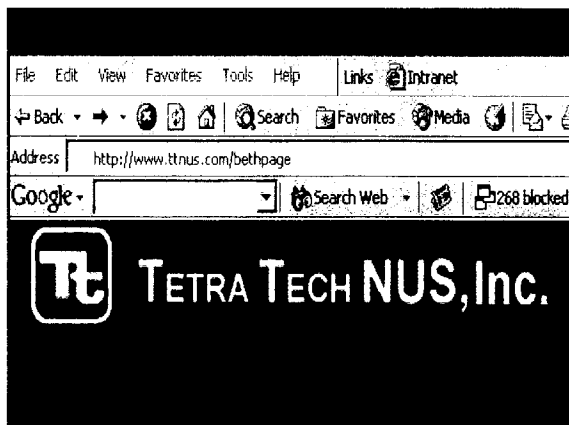 File Edit View Favorites Tools Help Links Intranet
Back Search Favorites Media
Address http://www.ttnus.com/bethpage
Google Search Web 268 blocked
Tt TETRA TECH NUS, Inc.